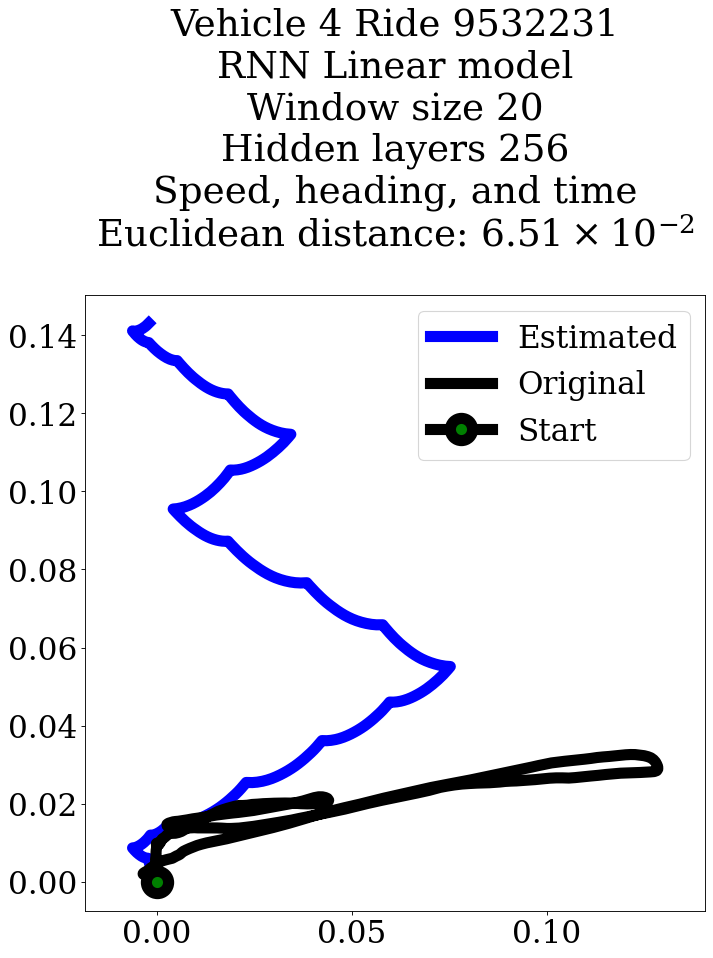 Vehicle 4 Ride 9532231
RNN Linear model
Window size 20
Hidden layers 256
Speed, heading, and time
Euclidean distance: 6.51 × 10⁻²
Estimated
Original
Start
0.14
0.12
0.10
0.08
0.06
0.04
0.02
0.00
0.00 0.05 0.10